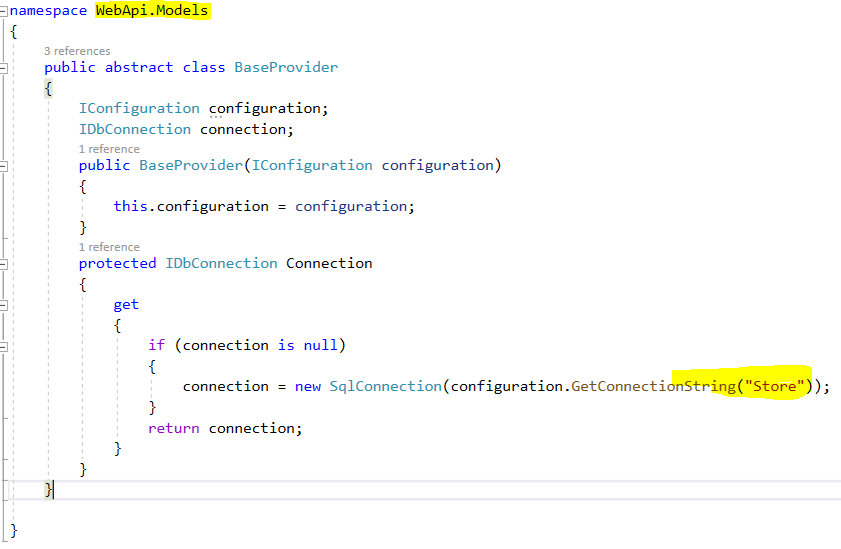 namespace WebApi.Models
{
3 references
public abstract class BaseProvider
{
IConfiguration configuration;
IDbConnection connection;
1 reference
public BaseProvider(IConfiguration configuration)
{
this.configuration = configuration;
}
1 reference
protected IDbConnection Connection
{
get
{
if (connection is null)
{
connection = new SqlConnection(configuration.GetConnectionString("Store"));
}
return connection;
}
}
}
}